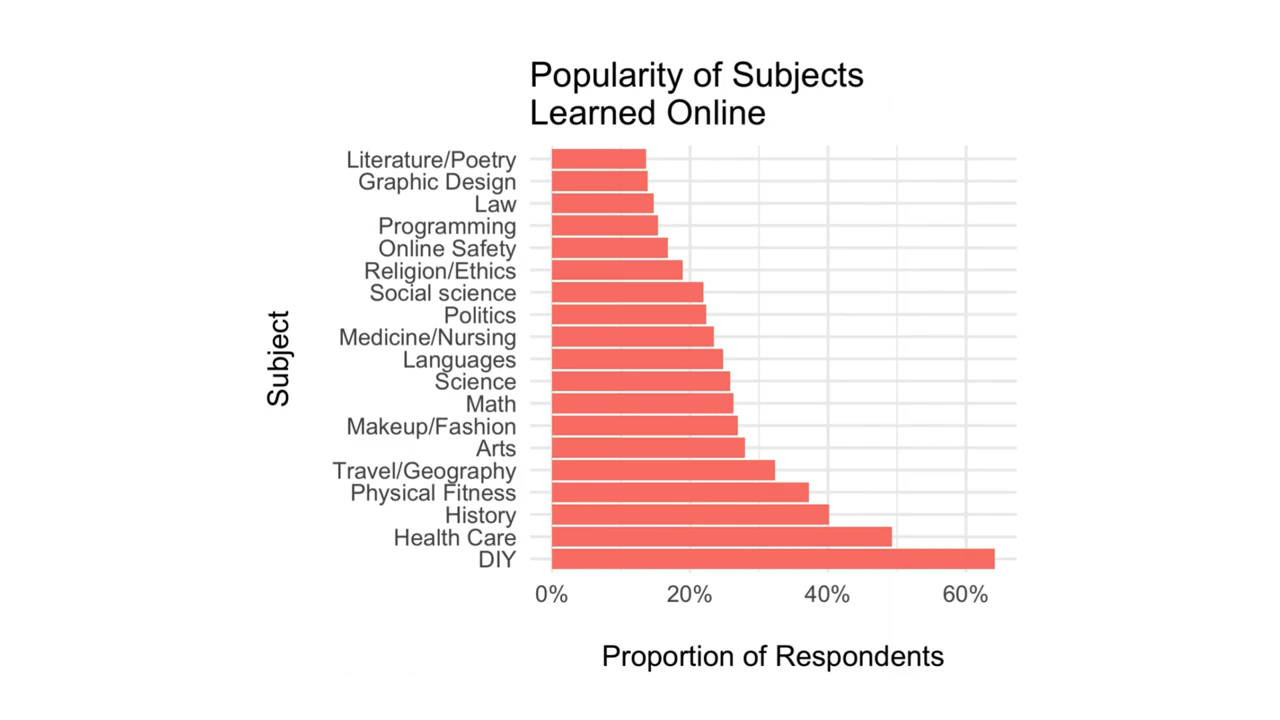 Popularity of Subjects
Learned Online
Subject
Literature/Poetry
Graphic Design
Law
Programming
Online Safety
Religion/Ethics
Social science
Politics
Medicine/Nursing
Languages
Science
Math
Makeup/Fashion
Arts
Travel/Geography
Physical Fitness
History
Health Care
DIY
0% 20% 40% 60%
Proportion of Respondents